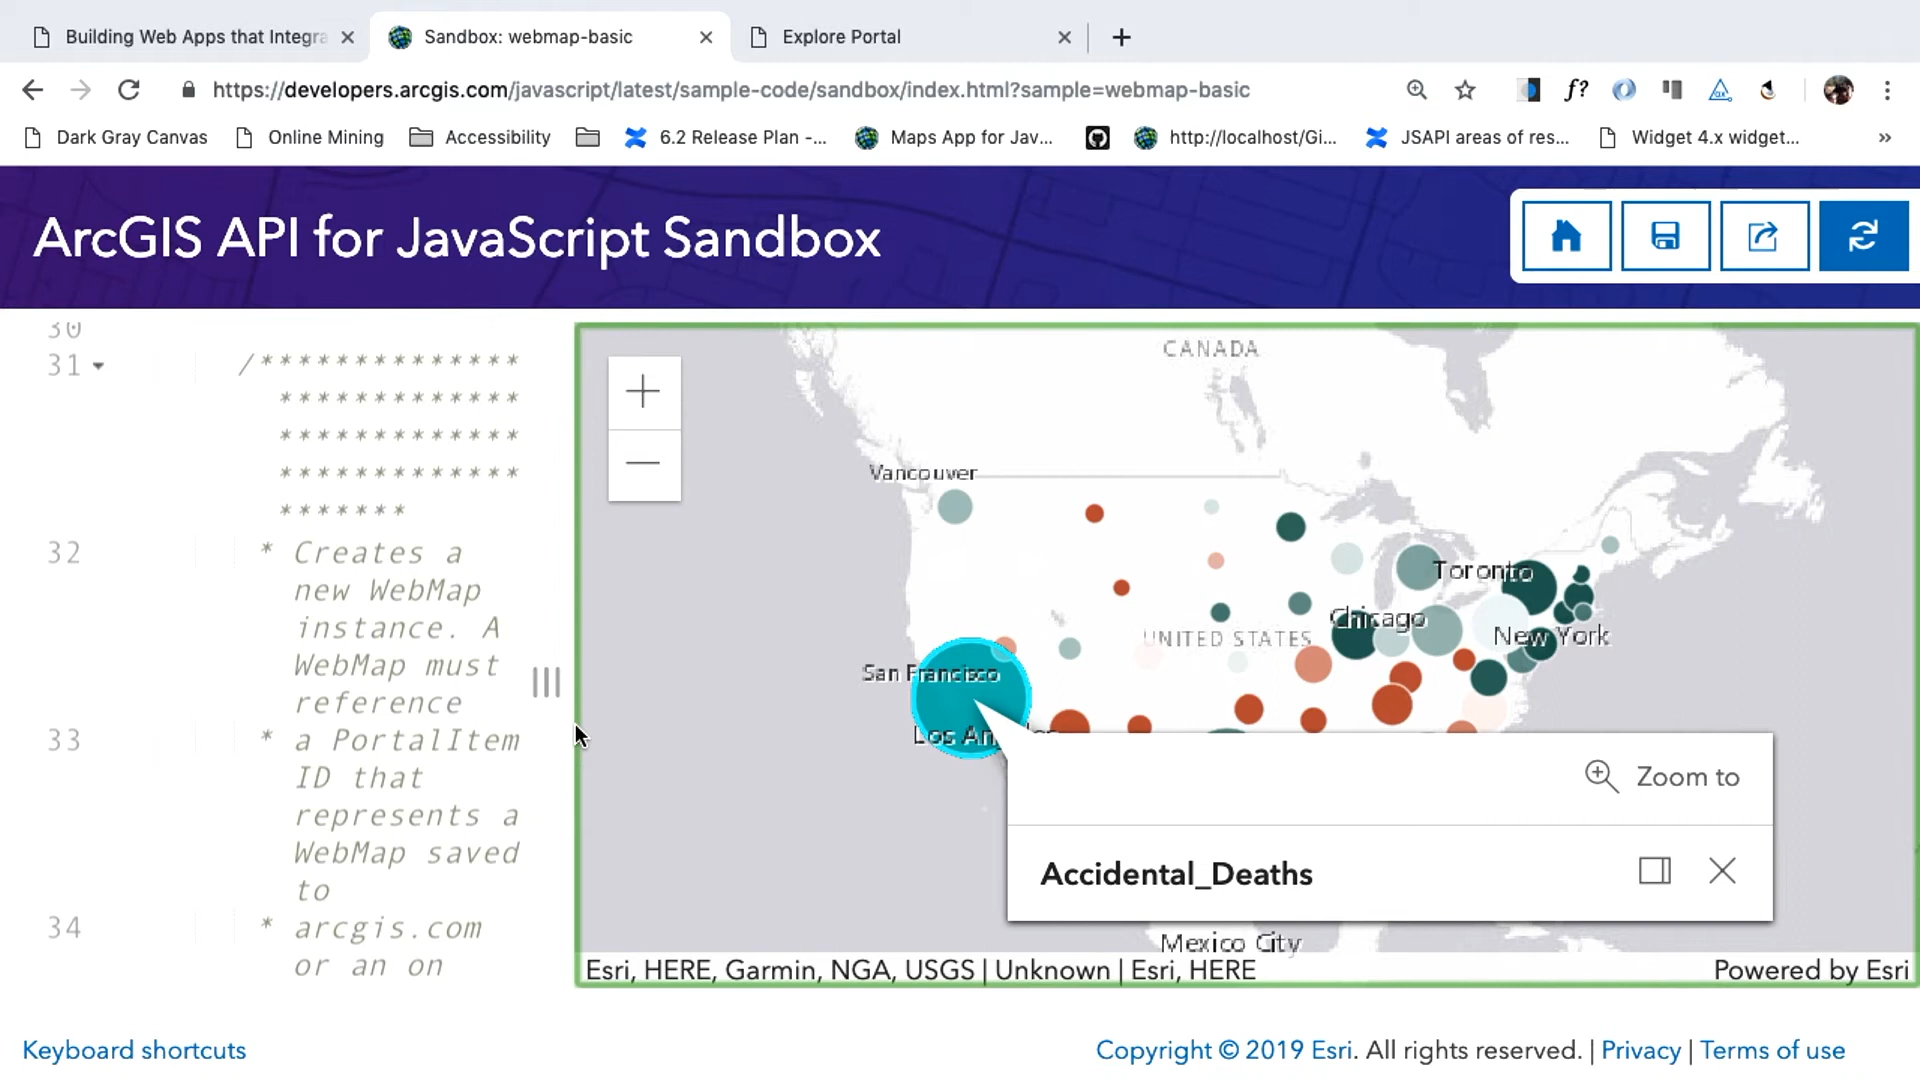 Building Web Apps that Integra
Sandbox: webmap-basic
Explore Portal
https://developers.arcgis.com/javascript/latest/sample-code/sandbox/index.html?sample=webmap-basic
f?
Dark Gray Canvas
Online Mining
Accessibility
6.2 Release Plan -...
Maps App for Jav...
http://localhost/Gi...
JSAPI areas of res...
Widget 4.x widget...
»
ArcGIS API for JavaScript Sandbox
30
31 /**************
*************
*************
*************
*******
32 * Creates a
new WebMap
instance. A
WebMap must
reference
33 * a PortalItem
ID that
represents a
WebMap saved
to
34 * arcgis.com
or an on
CANADA
Vancouver
Toronto
Chicago
UNITED STATES
New York
San Francisco
Los Angeles
Zoom to
Accidental_Deaths
Mexico City
Esri, HERE, Garmin, NGA, USGS | Unknown | Esri, HERE
Powered by Esri
Keyboard shortcuts
Copyright © 2019 Esri. All rights reserved. | Privacy | Terms of use